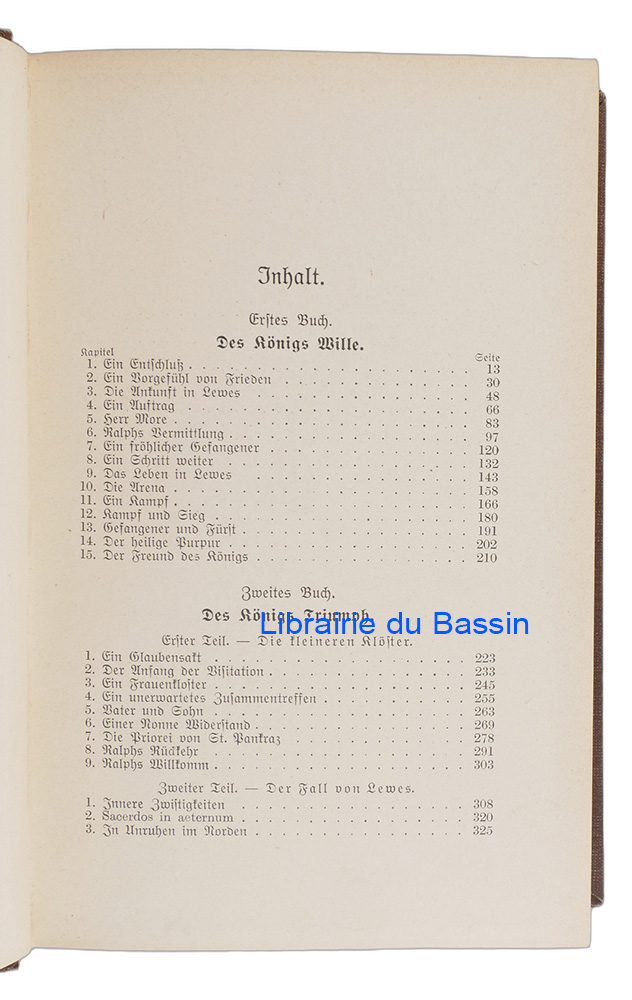 Inhalt.
Erstes Buch.
Des Königs Wille.
Kapitel Seite
1. Ein Entschluß . . . . . . . . . . . . . . . . . . . . 13
2. Ein Vorgefühl von Frieden . . . . . . . . . . . . . 30
3. Die Ankunft in Lewes . . . . . . . . . . . . . . . 48
4. Ein Auftrag . . . . . . . . . . . . . . . . . . . . 66
5. Herr More . . . . . . . . . . . . . . . . . . . . . 83
6. Ralphs Vermittlung . . . . . . . . . . . . . . . . . 97
7. Ein fröhlicher Gefangener . . . . . . . . . . . . . 120
8. Ein Schritt weiter . . . . . . . . . . . . . . . . . 132
9. Das Leben in Lewes . . . . . . . . . . . . . . . 143
10. Die Arena . . . . . . . . . . . . . . . . . . . . . 158
11. Ein Kampf . . . . . . . . . . . . . . . . . . . . . 166
12. Kampf und Sieg . . . . . . . . . . . . . . . . . . 180
13. Gefangener und Fürst . . . . . . . . . . . . . . . . 191
14. Der heilige Purpur . . . . . . . . . . . . . . . . . 202
15. Der Freund des Königs . . . . . . . . . . . . . . . 210
Zweites Buch.
Des Königs Triumph.
Librairie du Bassin
Erster Teil. — Die kleineren Klöster.
1. Ein Glaubensakt . . . . . . . . . . . . . . . . . . 223
2. Der Anfang der Visitation . . . . . . . . . . . . . . 233
3. Ein Frauenkloster . . . . . . . . . . . . . . . . . 245
4. Ein unerwartetes Zusammentreffen . . . . . . . . . . 255
5. Vater und Sohn . . . . . . . . . . . . . . . . . . 263
6. Einer Nonne Widerstand . . . . . . . . . . . . . . . 269
7. Die Priorei von St. Pankraz . . . . . . . . . . . . . 278
8. Ralphs Rückkehr . . . . . . . . . . . . . . . . . . 291
9. Ralphs Willkomm . . . . . . . . . . . . . . . . . . 303
Zweiter Teil. — Der Fall von Lewes.
1. Innere Zwistigkeiten . . . . . . . . . . . . . . . . 308
2. Sacerdos in aeternum . . . . . . . . . . . . . . . . 320
3. In Unruhen im Norden . . . . . . . . . . . . . . . 325